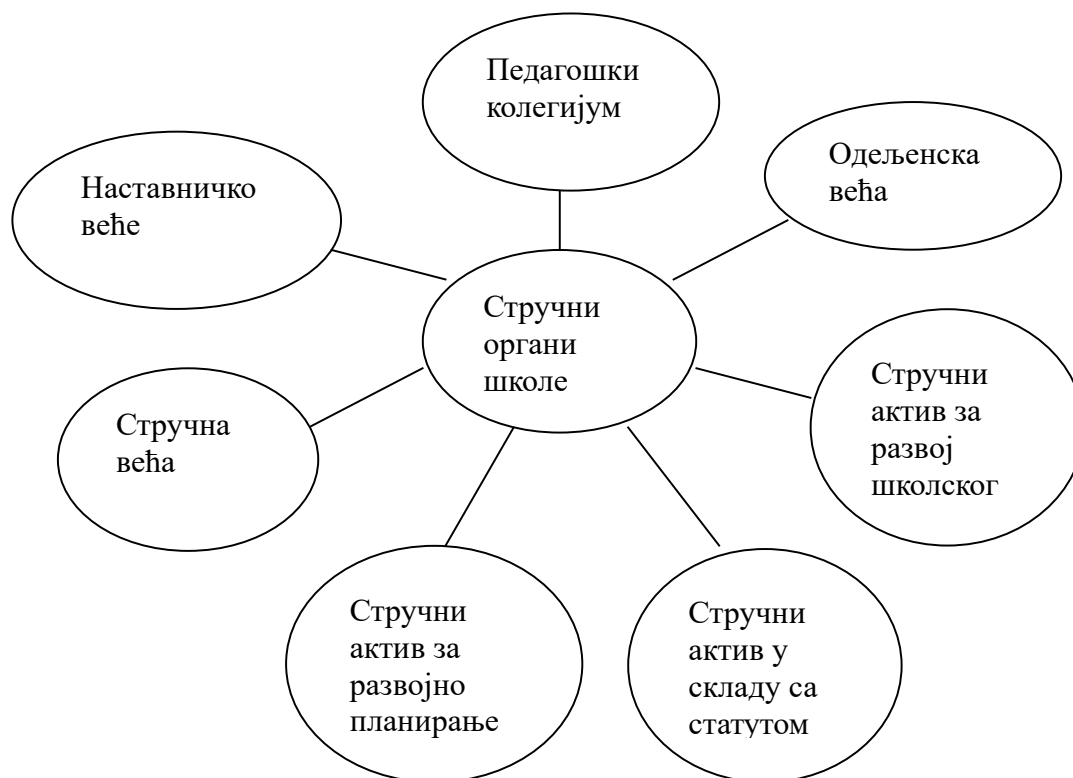 Педагошки
колегијум
Одељенска
већа
Наставничко
веће
Стручни
органи
школе
Стручни
актив за
развој
школског
Стручна
већа
Стручни
актив за
развојно
планирање
Стручни
актив у
складу са
статутом